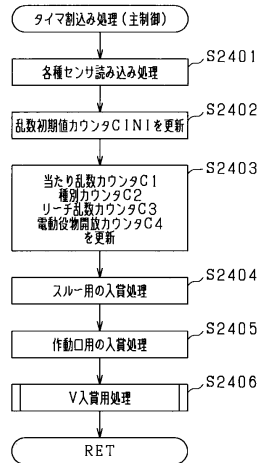 タイマ割込み処理(主制御)
各種センサ読み込み処理
S2401
乱数初期値カウンタCINIを更新
S2402
当たり乱数カウンタC1
種別カウンタC2
リーチ乱数カウンタC3
電動役物開放カウンタC4
を更新
S2403
スルー用の入賞処理
S2404
作動口用の入賞処理
S2405
V入賞用処理
S2406
RET